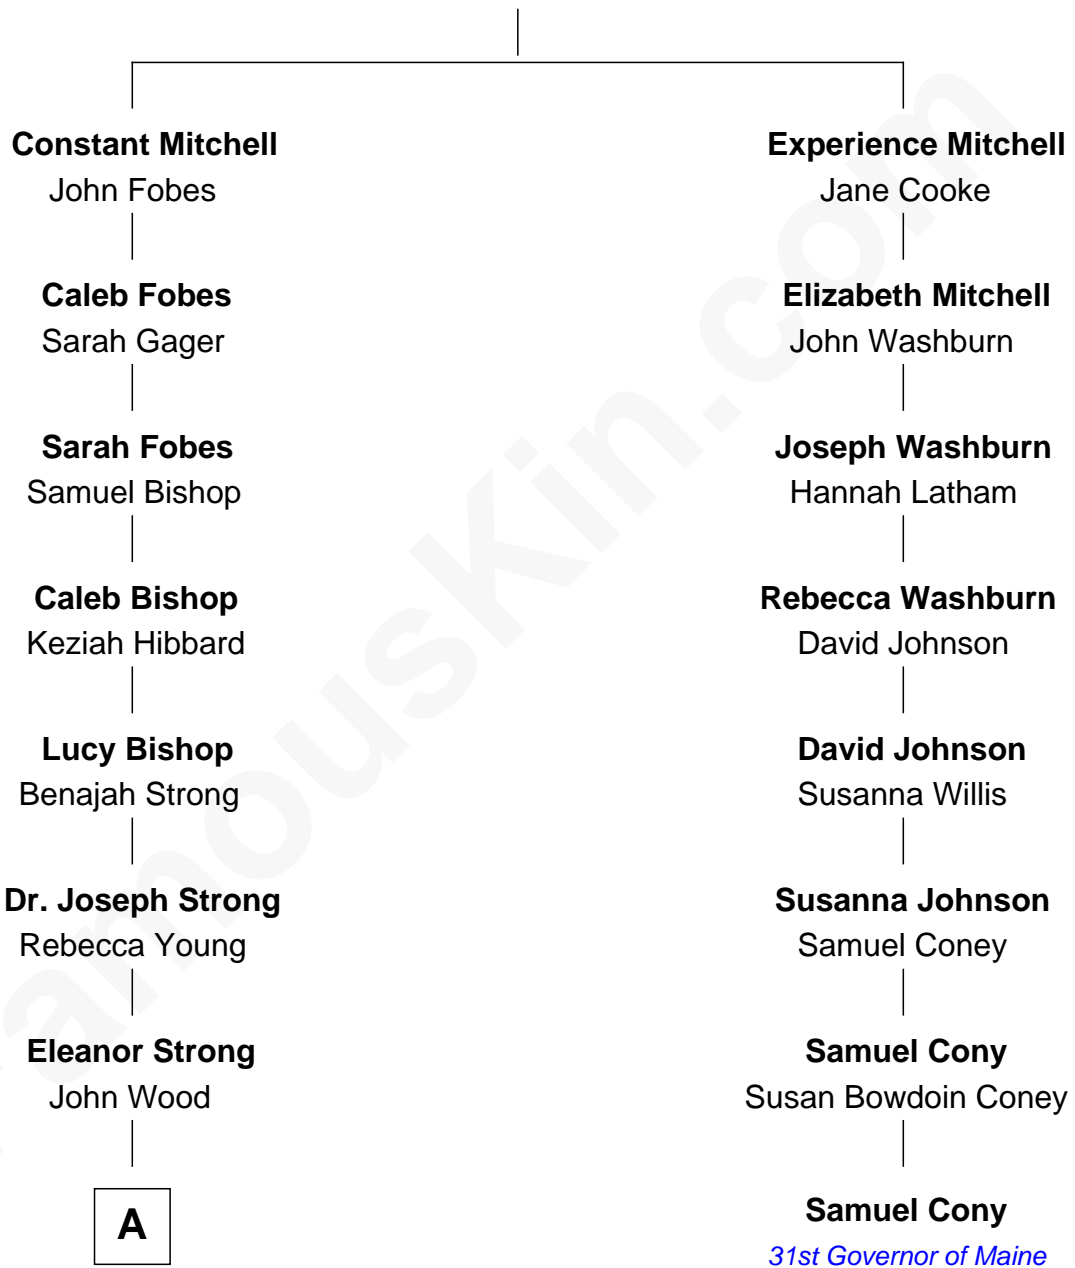 Constant Mitchell
John Fobes
Caleb Fobes
Sarah Gager
Sarah Fobes
Samuel Bishop
Caleb Bishop
Keziah Hibbard
Lucy Bishop
Benajah Strong
Dr. Joseph Strong
Rebecca Young
Eleanor Strong
John Wood
A
Experience Mitchell
Jane Cooke
Elizabeth Mitchell
John Washburn
Joseph Washburn
Hannah Latham
Rebecca Washburn
David Johnson
David Johnson
Susanna Willis
Susanna Johnson
Samuel Coney
Samuel Cony
Susan Bowdoin Coney
Samuel Cony
31st Governor of Maine
FamousKin.com